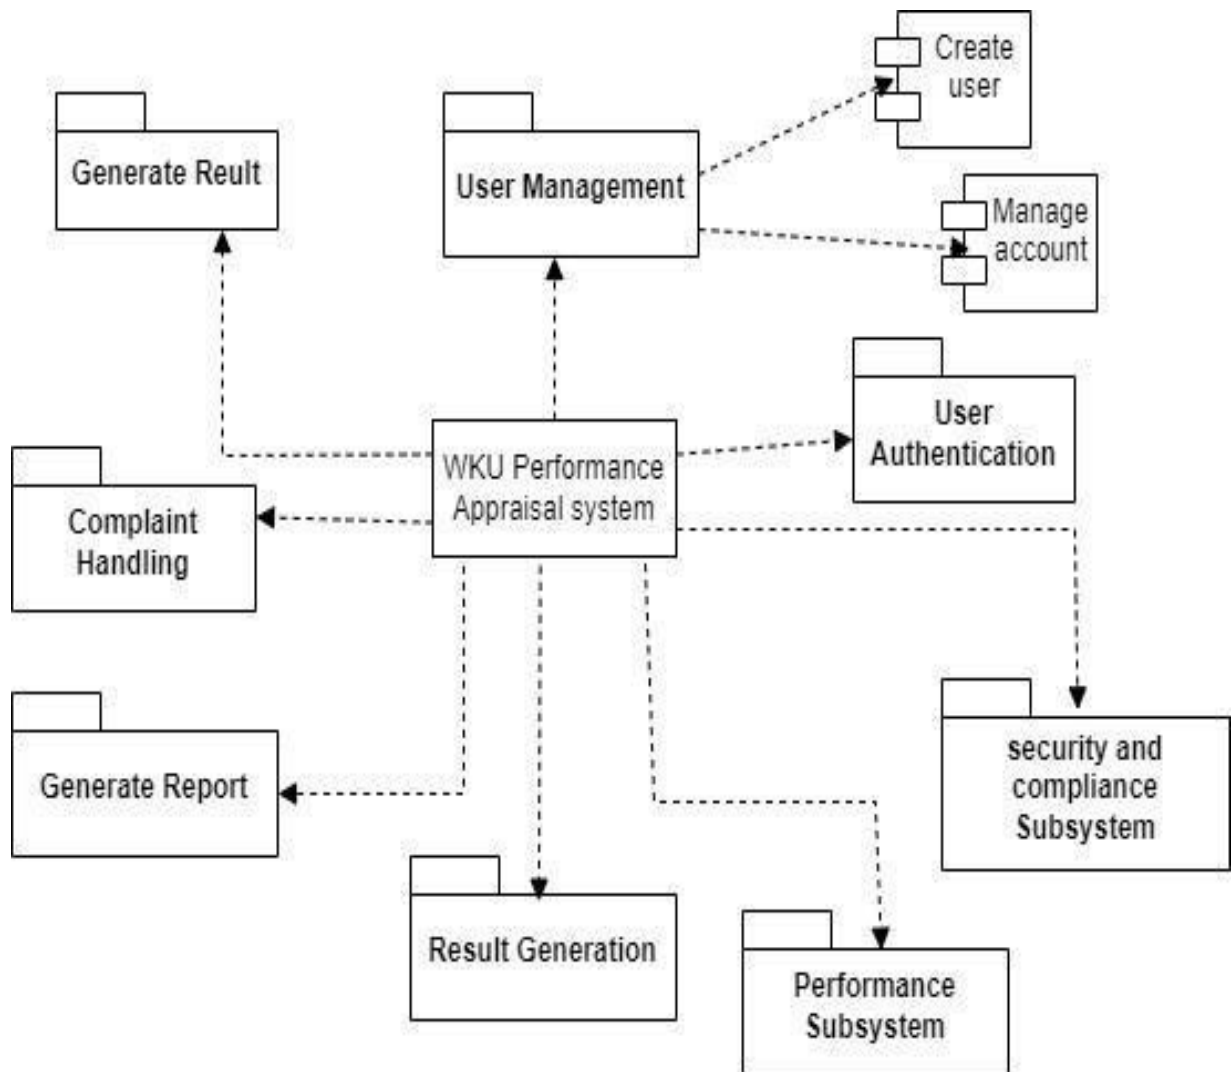 Create
user
Generate Reult
User Management
Manage
account
User
Authentication
WKU Performance
Appraisal system
Complaint
Handling
security and
compliance
Subsystem
Generate Report
Result Generation
Performance
Subsystem